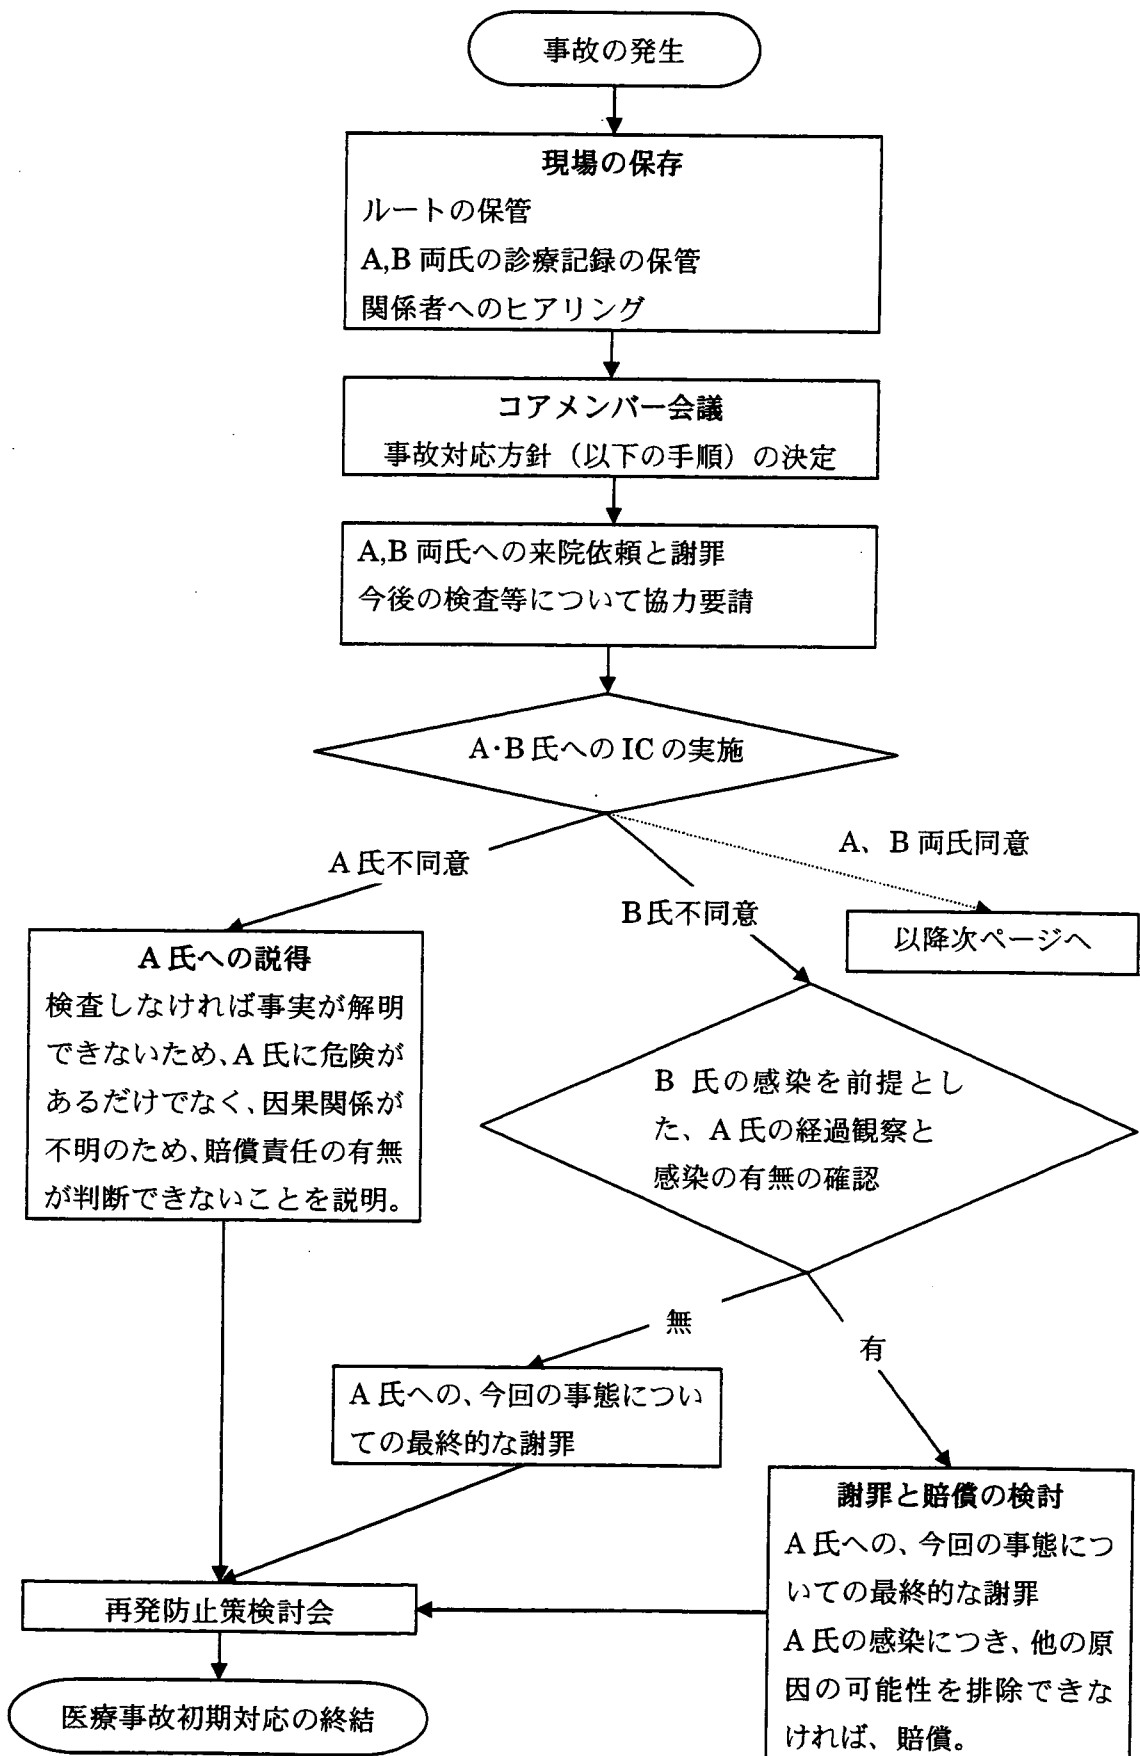 事故の発生
現場の保存
ルートの保管
A,B 両氏の診療記録の保管
関係者へのヒアリング
コアメンバー会議
事故対応方針（以下の手順）の決定
A,B 両氏への来院依頼と謝罪
今後の検査等について協力要請
A･B 氏への IC の実施
A、B 両氏同意
A 氏不同意
B 氏不同意
以降次ページへ
A 氏への説得
検査しなければ事実が解明
できないため、A 氏に危険が
あるだけでなく、因果関係が
不明のため、賠償責任の有無
が判断できないことを説明。
B 氏の感染を前提とし
た、A 氏の経過観察と
感染の有無の確認
無
有
A 氏への、今回の事態につい
ての最終的な謝罪
謝罪と賠償の検討
A 氏への、今回の事態につ
いての最終的な謝罪
A 氏の感染につき、他の原
因の可能性を排除できな
ければ、賠償。
再発防止策検討会
医療事故初期対応の終結